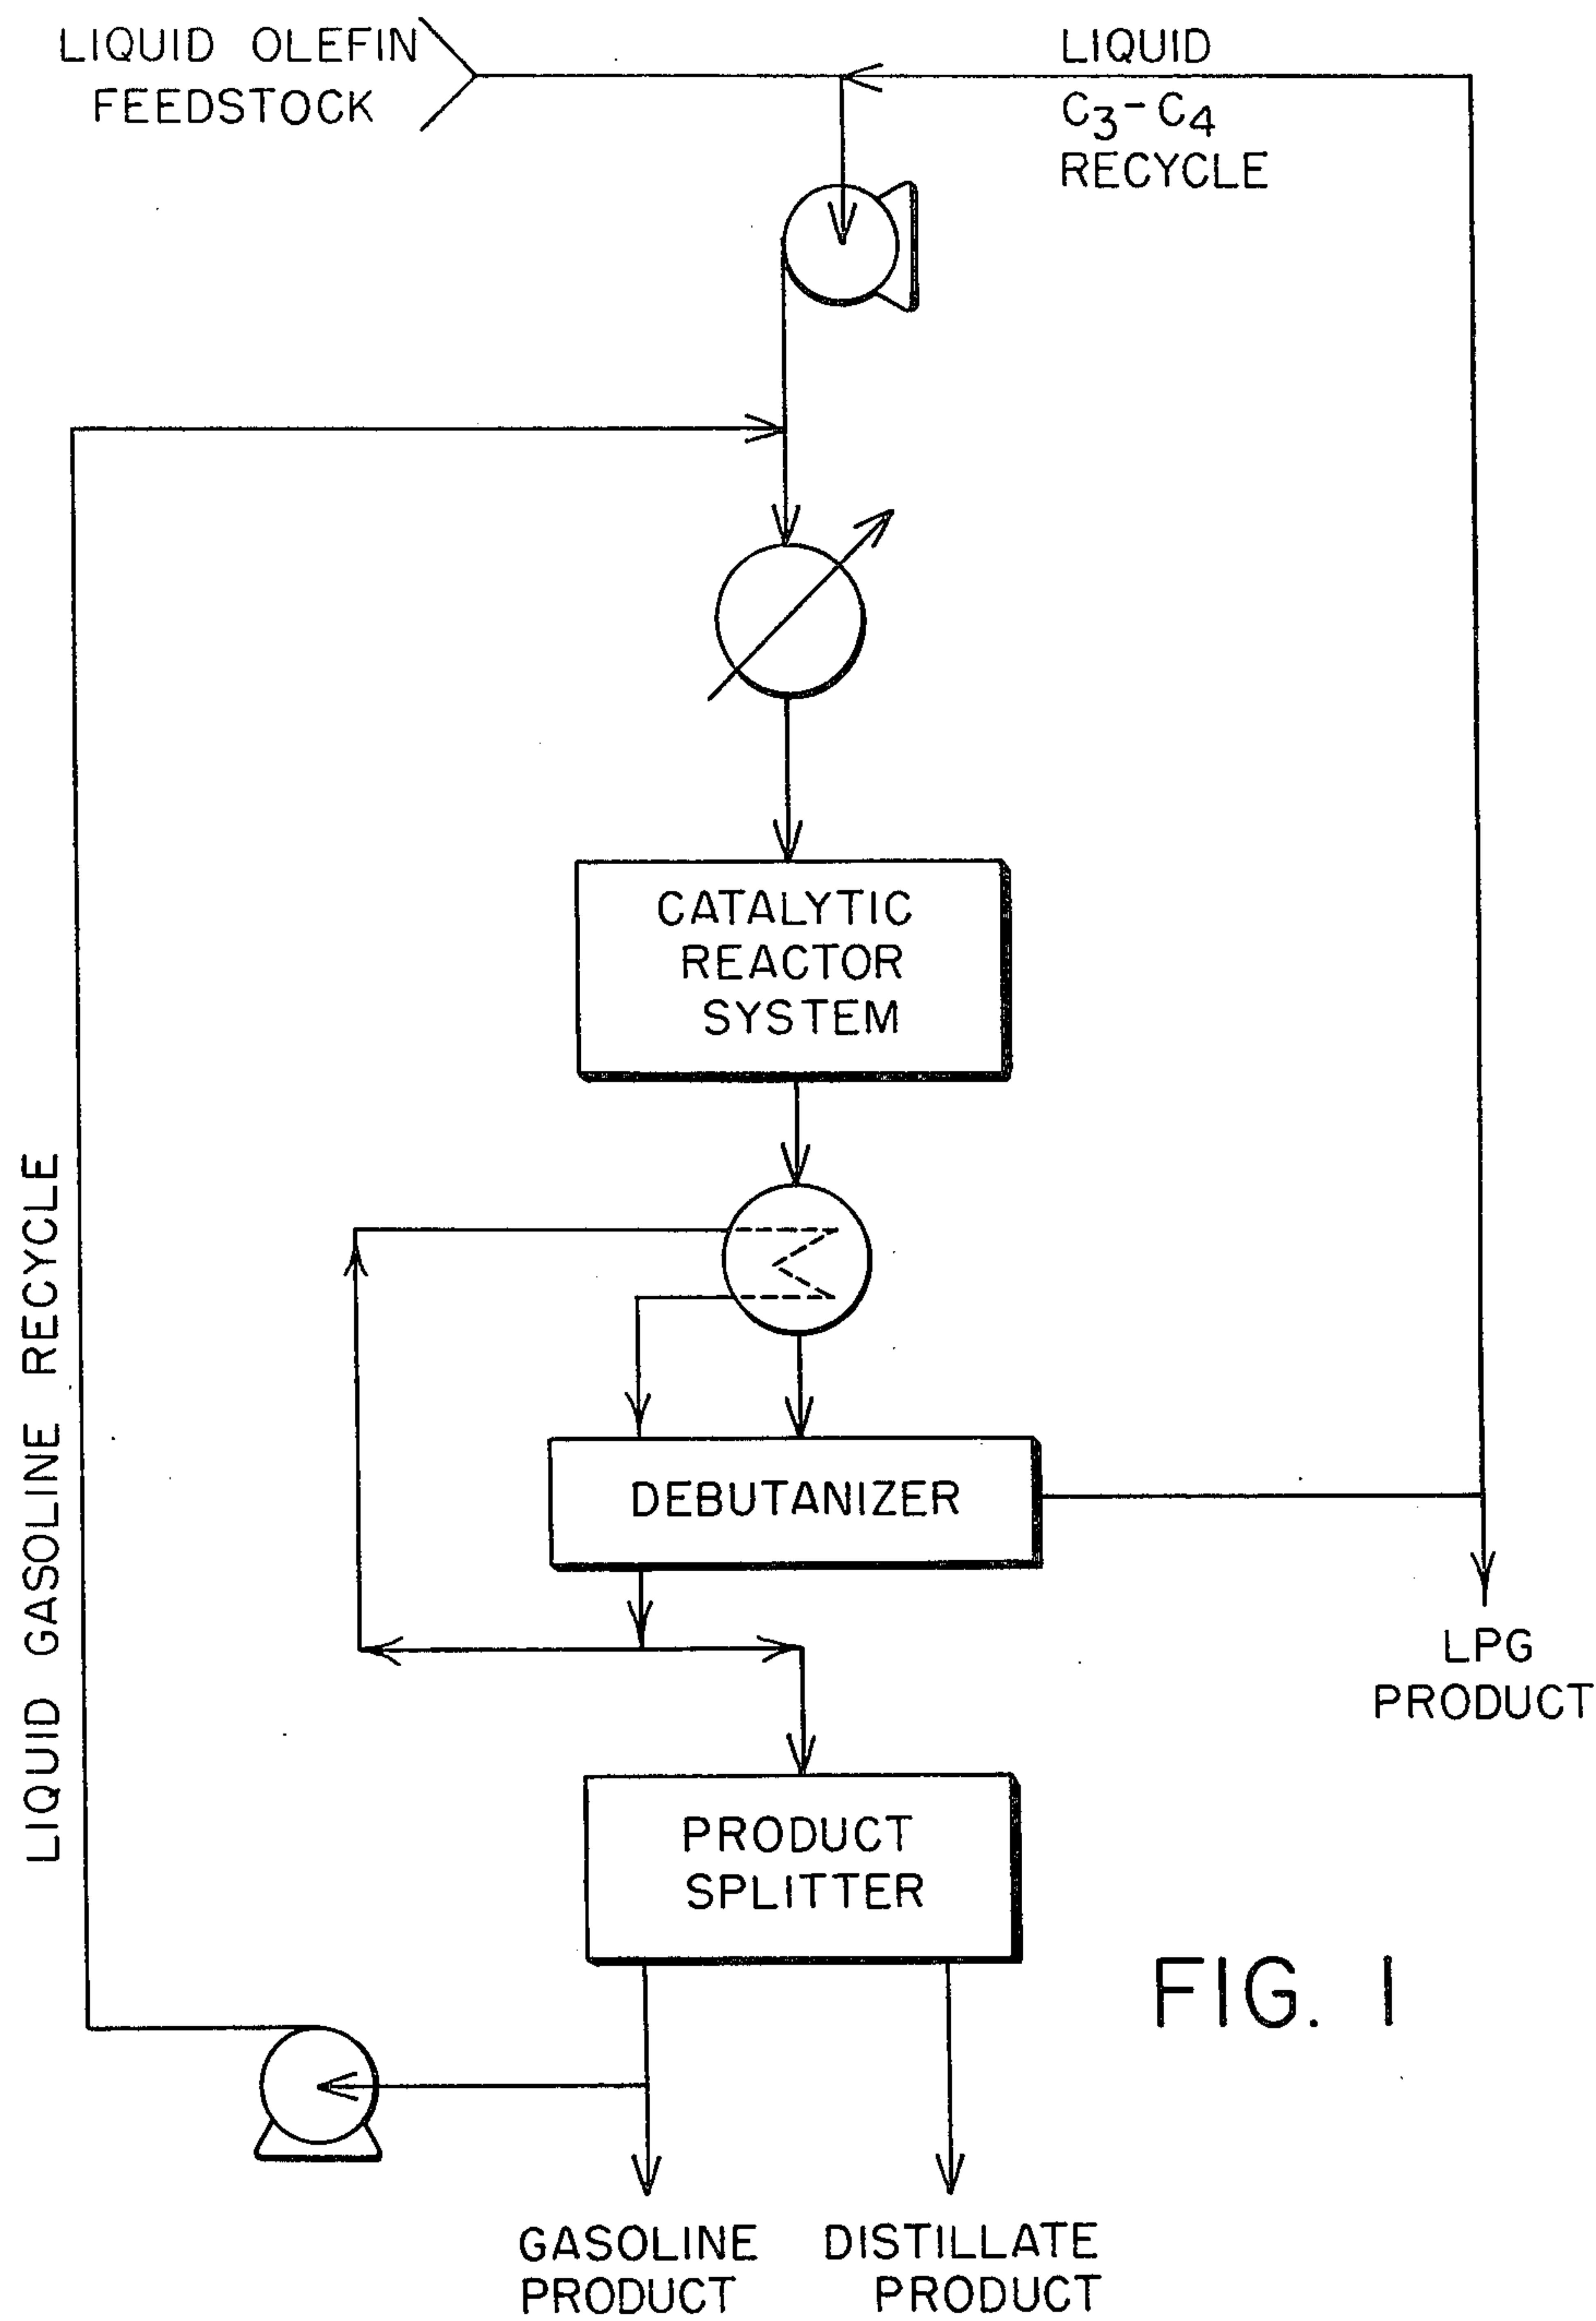 LIQUID OLEFIN
FEEDSTOCK
LIQUID
C₃-C₄
RECYCLE
CATALYTIC
REACTOR
SYSTEM
LIQUID GASOLINE RECYCLE
DEBUTANIZER
LPG
PRODUCT
PRODUCT
SPLITTER
FIG. 1
GASOLINE
PRODUCT
DISTILLATE
PRODUCT